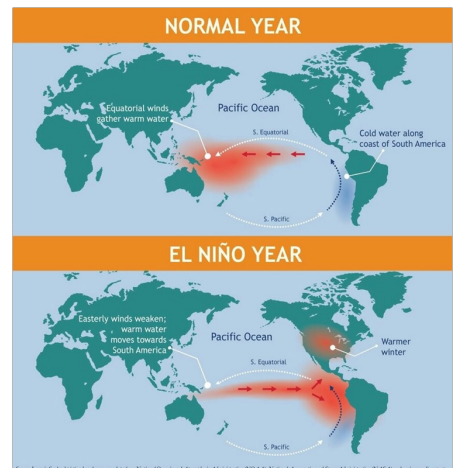 NORMAL YEAR
Equatorial winds
gather warm water
Pacific Ocean
S. Equatorial
Cold water along
coast of South America
S. Pacific
EL NIÑO YEAR
Easterly winds weaken;
warm water
moves towards
South America
Pacific Ocean
S. Equatorial
Warmer
winter
S. Pacific